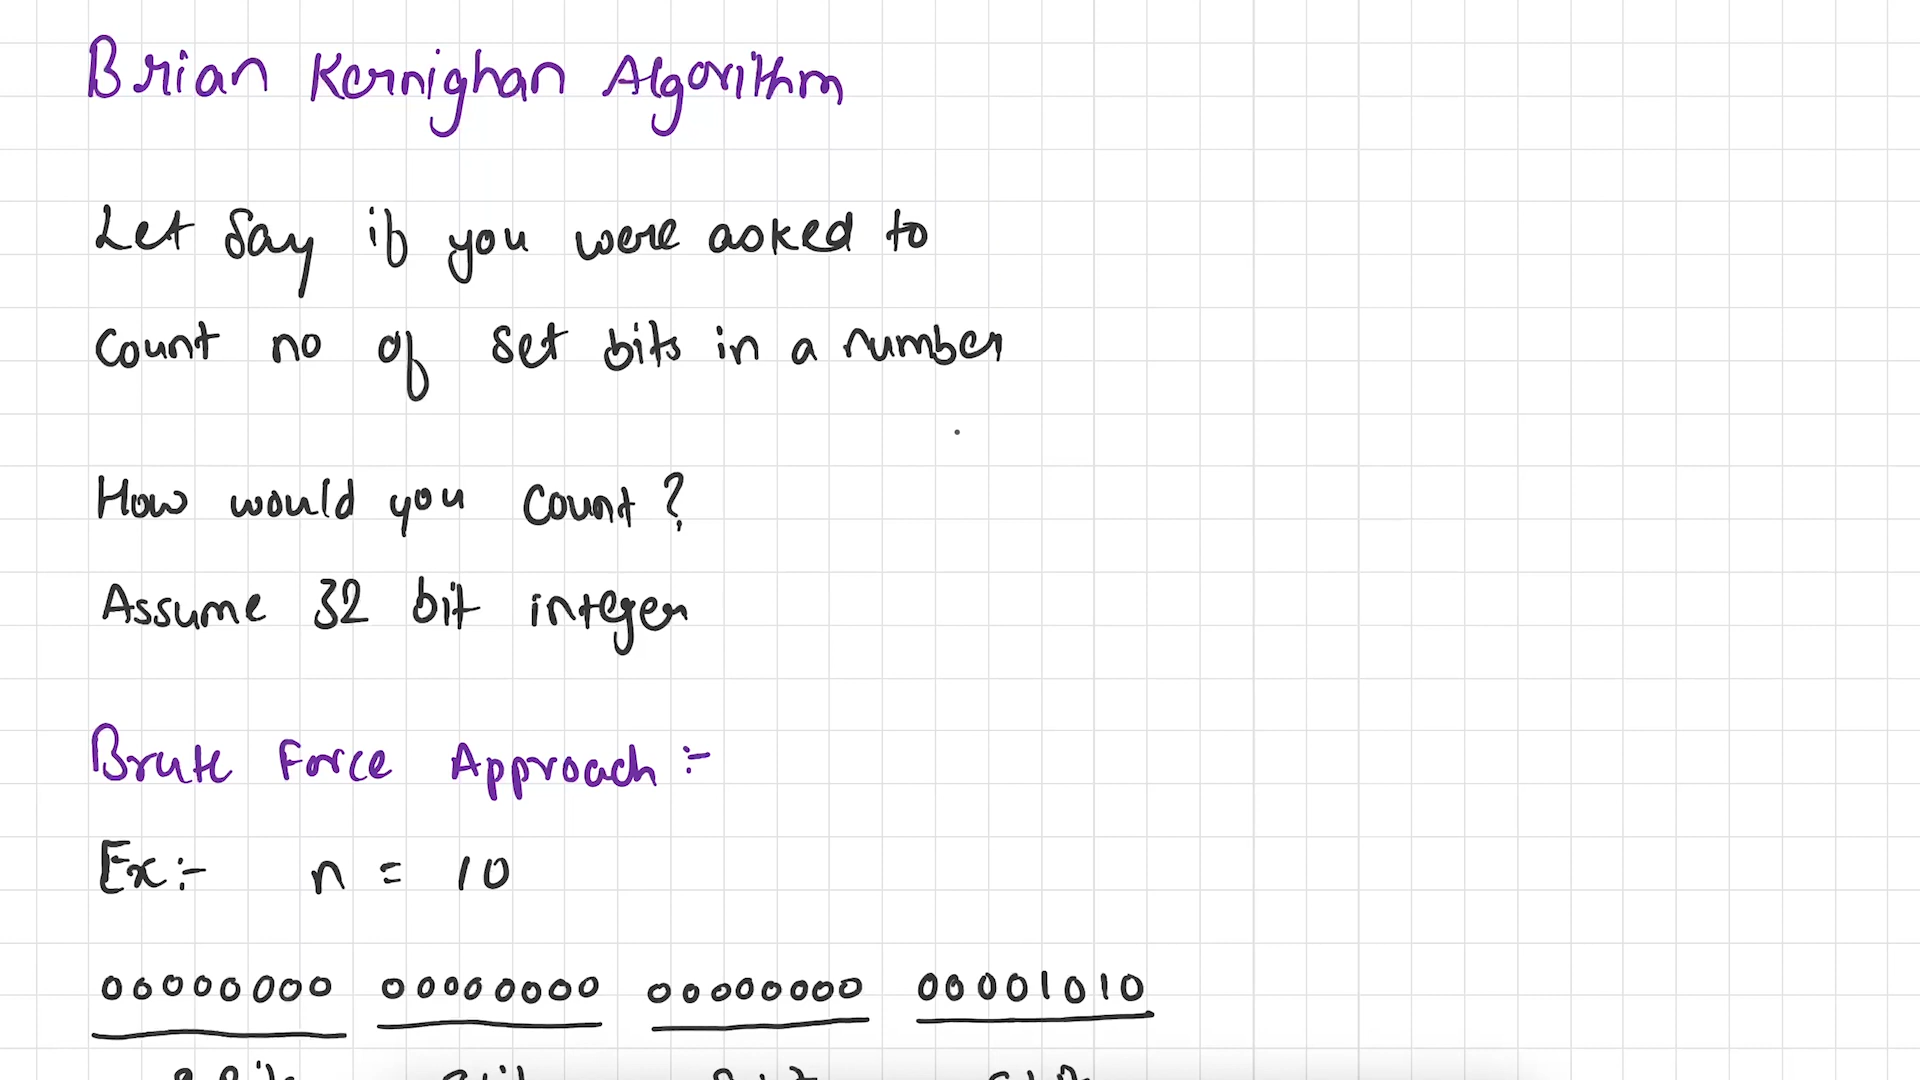 Brian Kernighan Algorithm
Let Say if you were asked to
Count no of set bits in a number
How would you Count ?
Assume 32 bit integer
Brute Force Approach :-
Ex:- n = 10
00000000 00000000 00000000 00001010